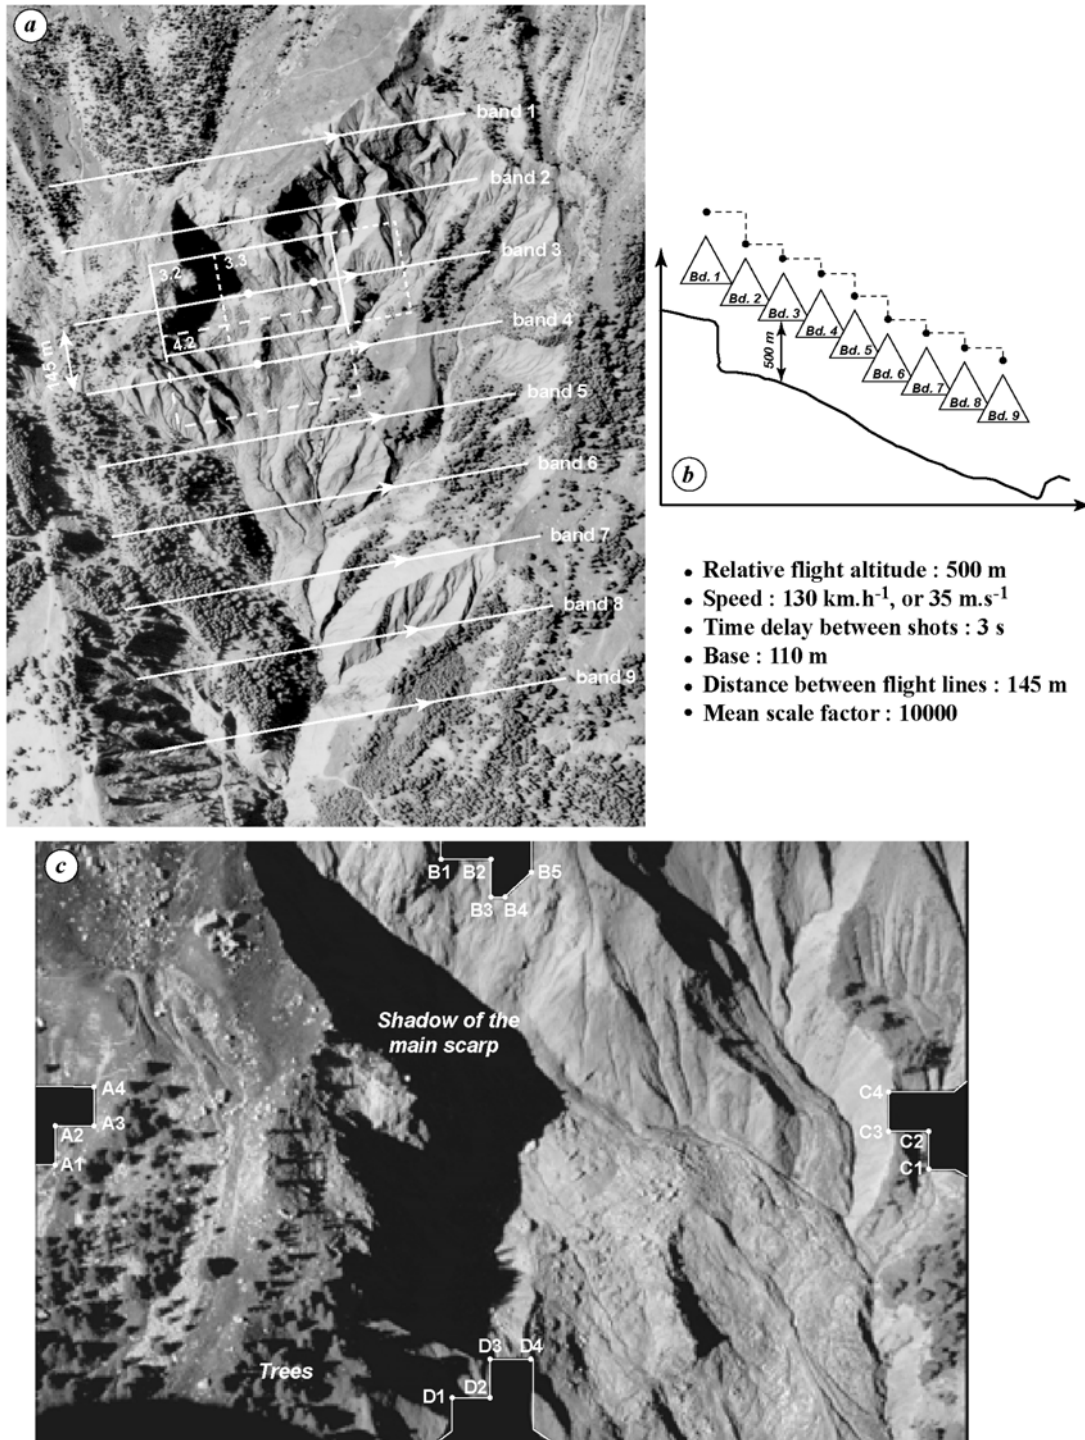 a
band 1
band 2
band 3
3.2
3.3
band 4
4.2
145 m
band 5
band 6
band 7
band 8
band 9
Bd. 1
Bd. 2
Bd. 3
Bd. 4
Bd. 5
Bd. 6
Bd. 7
Bd. 8
Bd. 9
500 m
b
• Relative flight altitude : 500 m
• Speed : 130 km.h-1, or 35 m.s-1
• Time delay between shots : 3 s
• Base : 110 m
• Distance between flight lines : 145 m
• Mean scale factor : 10000
c
B1 B2 B5
B3 B4
Shadow of the
main scarp
A4
A2 A3
A1
C4
C3 C2
C1
D3 D4
D1 D2
Trees